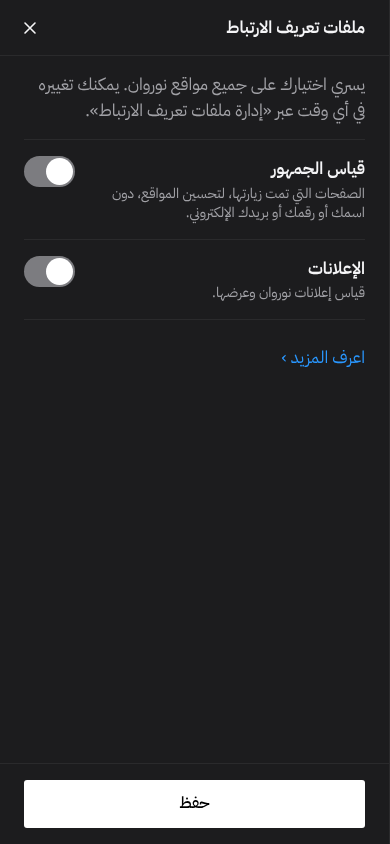 ملفات تعريف الارتباط
يسري اختيارك على جميع مواقع نوروان. يمكنك تغييره
في أي وقت عبر «إدارة ملفات تعريف الارتباط».
قياس الجمهور
الصفحات التي تمت زيارتها، لتحسين المواقع، دون
اسمك أو رقمك أو بريدك الإلكتروني.
الإعلانات
قياس إعلانات نوروان وعرضها.
اعرف المزيد ›
حفظ